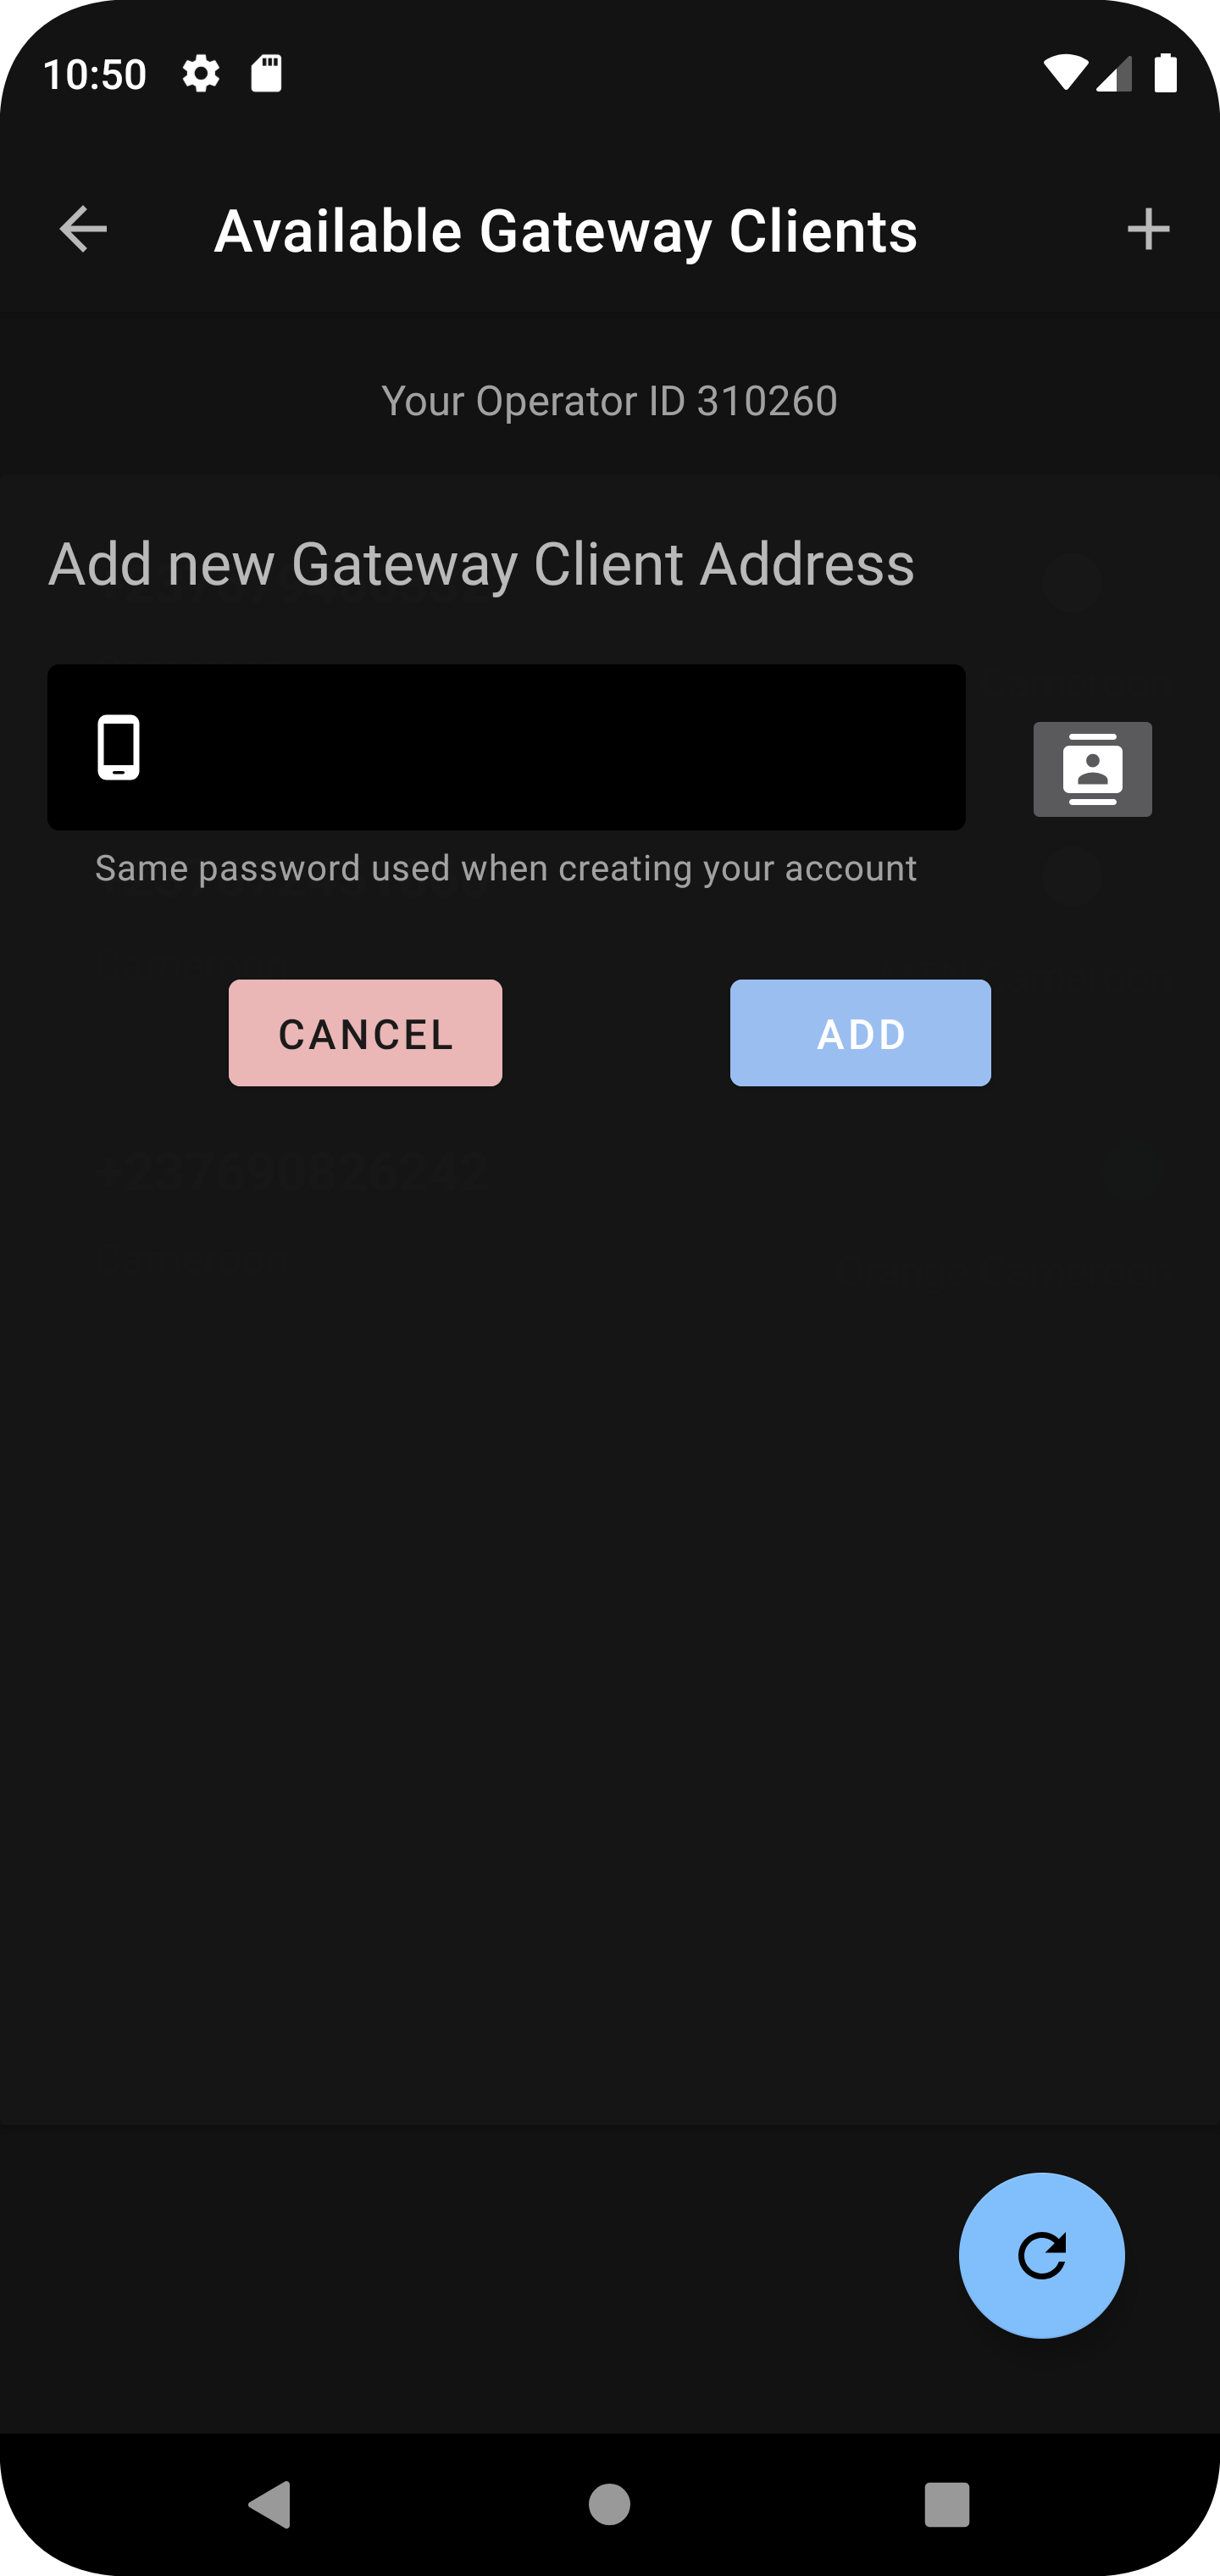 10:50
Available Gateway Clients
Your Operator ID 310260
Add new Gateway Client Address
Same password used when creating your account
CANCEL
ADD
+237690826242